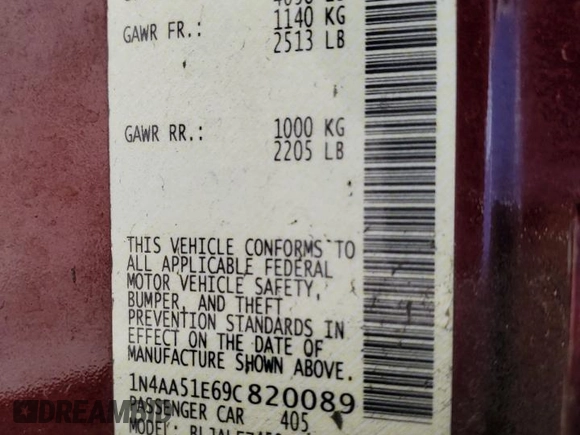 GAWR FR.: 1140 KG
2513 LB
GAWR RR.: 1000 KG
2205 LB
THIS VEHICLE CONFORMS TO
ALL APPLICABLE FEDERAL
MOTOR VEHICLE SAFETY,
BUMPER, AND THEFT
PREVENTION STANDARDS IN
EFFECT ON THE DATE OF
MANUFACTURE SHOWN ABOVE.
1N4AA51E69C820089
PASSENGER CAR 405
MODEL:
DREAMBID